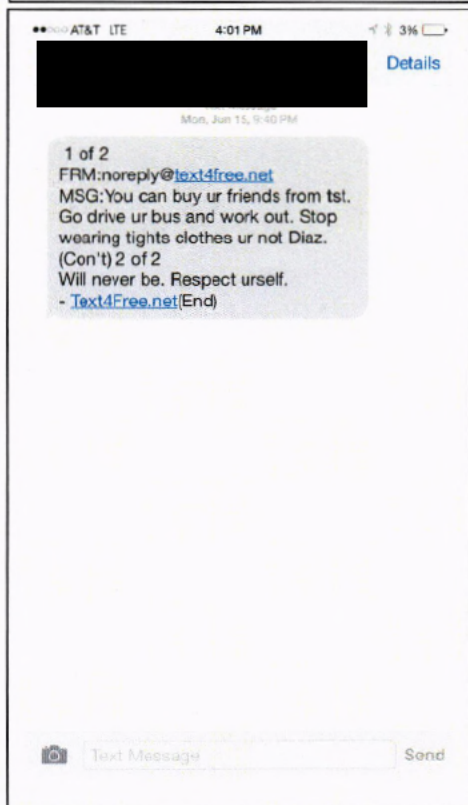 AT&T LTE 4:01 PM 3%
Details
Mon, Jun 15, 9:40 PM
1 of 2
FRM:noreply@text4free.net
MSG:You can buy ur friends from tst.
Go drive ur bus and work out. Stop
wearing tights clothes ur not Diaz.
(Con't) 2 of 2
Will never be. Respect urself.
- Text4Free.net(End)
Text Message
Send